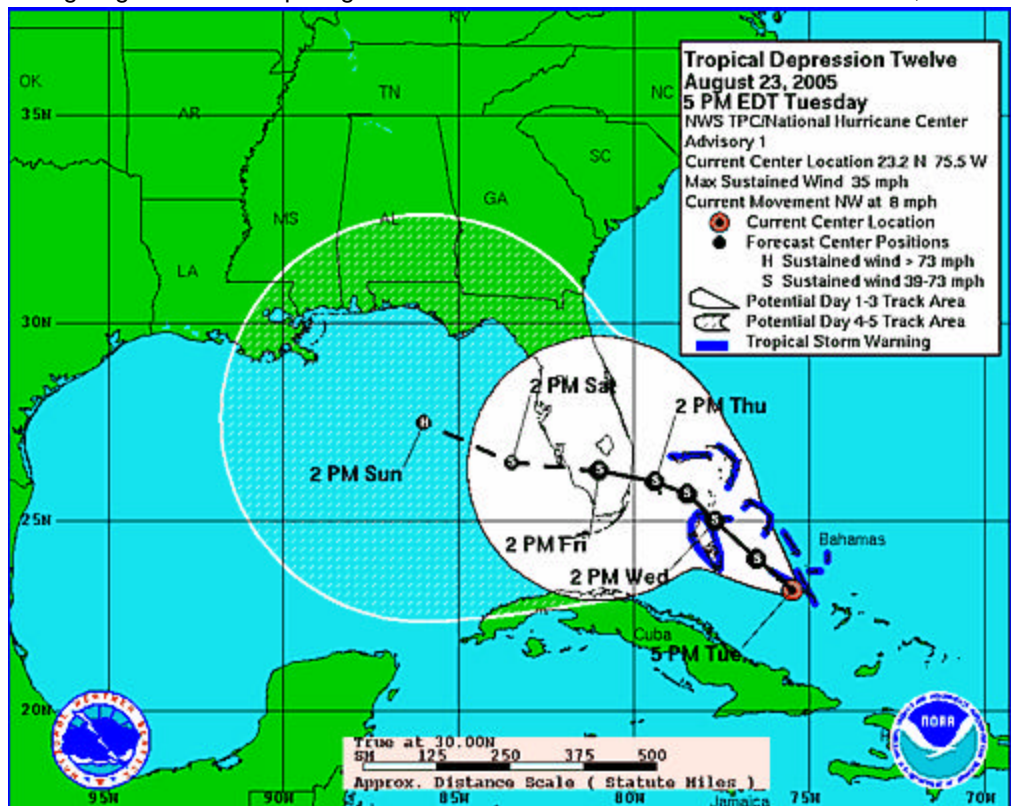 KY
OK
TN
NC
AR
35N
SC
MS
AL
GA
LA
30N
25N
20N
Tropical Depression Twelve
August 23, 2005
5 PM EDT Tuesday
NWS TPC/National Hurricane Center
Advisory 1
Current Center Location 23.2 N 75.5 W
Max Sustained Wind 35 mph
Current Movement NW at 8 mph
Current Center Location
Forecast Center Positions
H Sustained wind > 73 mph
S Sustained wind 39-73 mph
Potential Day 1-3 Track Area
Potential Day 4-5 Track Area
Tropical Storm Warning
2 PM Sat
2 PM Thu
H
S
S
S
S
S
S
2 PM Sun
2 PM Fri
2 PM Wed
5 PM Tue
Bahamas
Cuba
Jamaica
NATIONAL WEATHER SERVICE
NOAA
True at 30.00N
SM 125 250 375 500
Approx. Distance Scale ( Statute Miles )
95W 90W 85W 80W 75W 70W